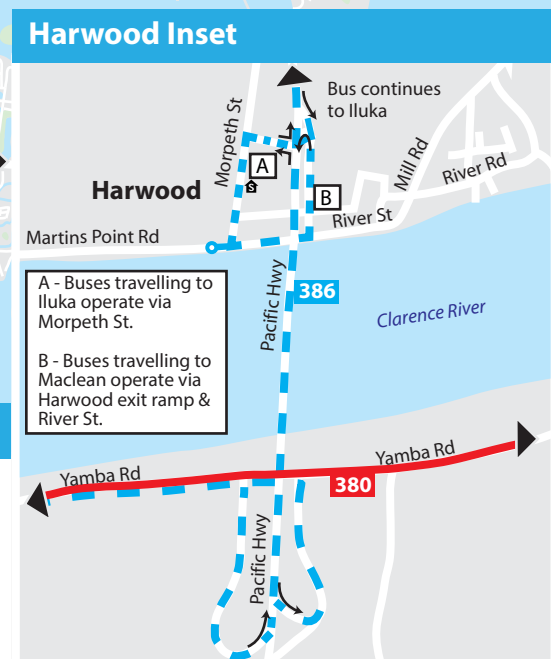 Harwood Inset
Bus continues
to Iluka
Morpeth St
A
Harwood
B
Mill Rd
River Rd
River St
Martins Point Rd
A - Buses travelling to
Iluka operate via
Morpeth St.
B - Buses travelling to
Maclean operate via
Harwood exit ramp &
River St.
Pacific Hwy
386
Clarence River
Yamba Rd
Yamba Rd
380
Pacific Hwy